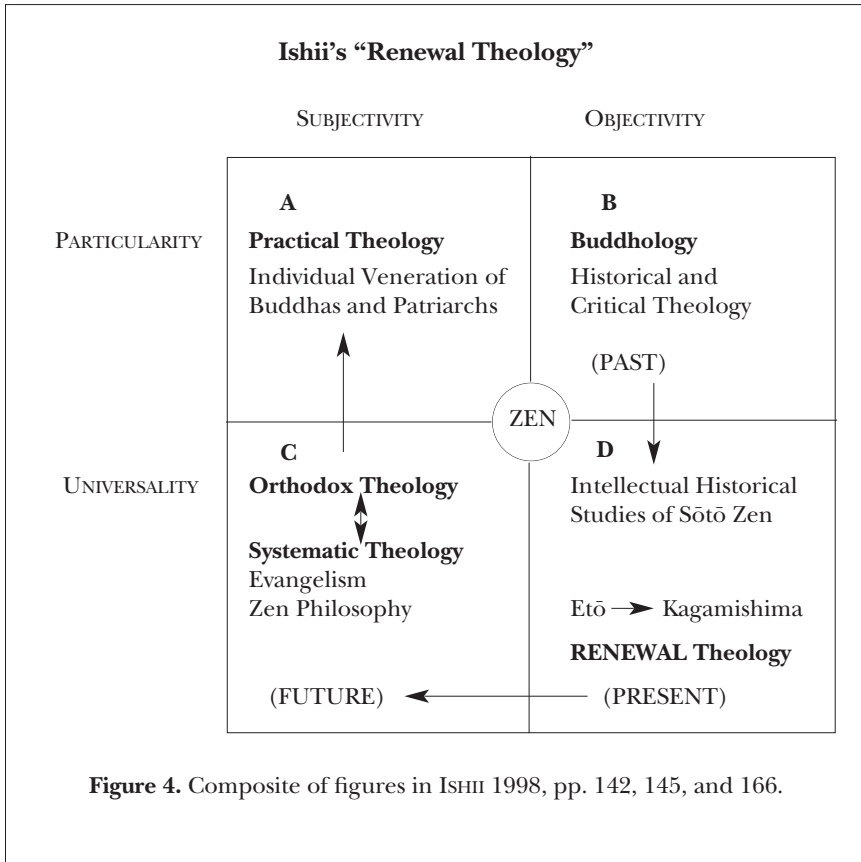 Ishii's “Renewal Theology”
SUBJECTIVITY
OBJECTIVITY
PARTICULARITY
A
Practical Theology
Individual Veneration of
Buddhas and Patriarchs
B
Buddhology
Historical and
Critical Theology
(PAST)
ZEN
UNIVERSALITY
C
Orthodox Theology
Systematic Theology
Evangelism
Zen Philosophy
(FUTURE)
D
Intellectual Historical
Studies of Sōtō Zen
Etō Kagamishima
RENEWAL Theology
(PRESENT)
Figure 4. Composite of figures in ISHII 1998, pp. 142, 145, and 166.